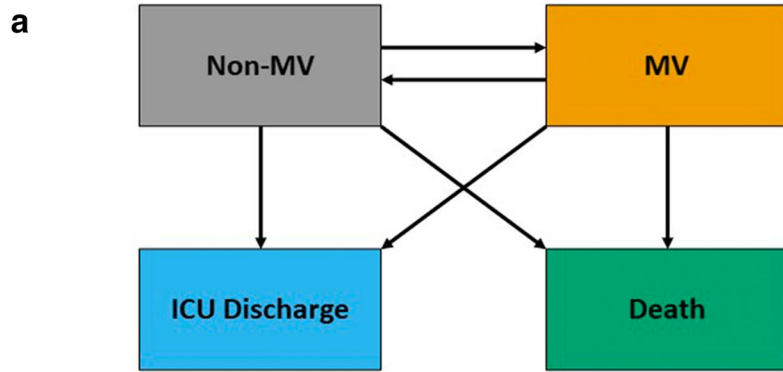 a
Non-MV
MV
ICU Discharge
Death